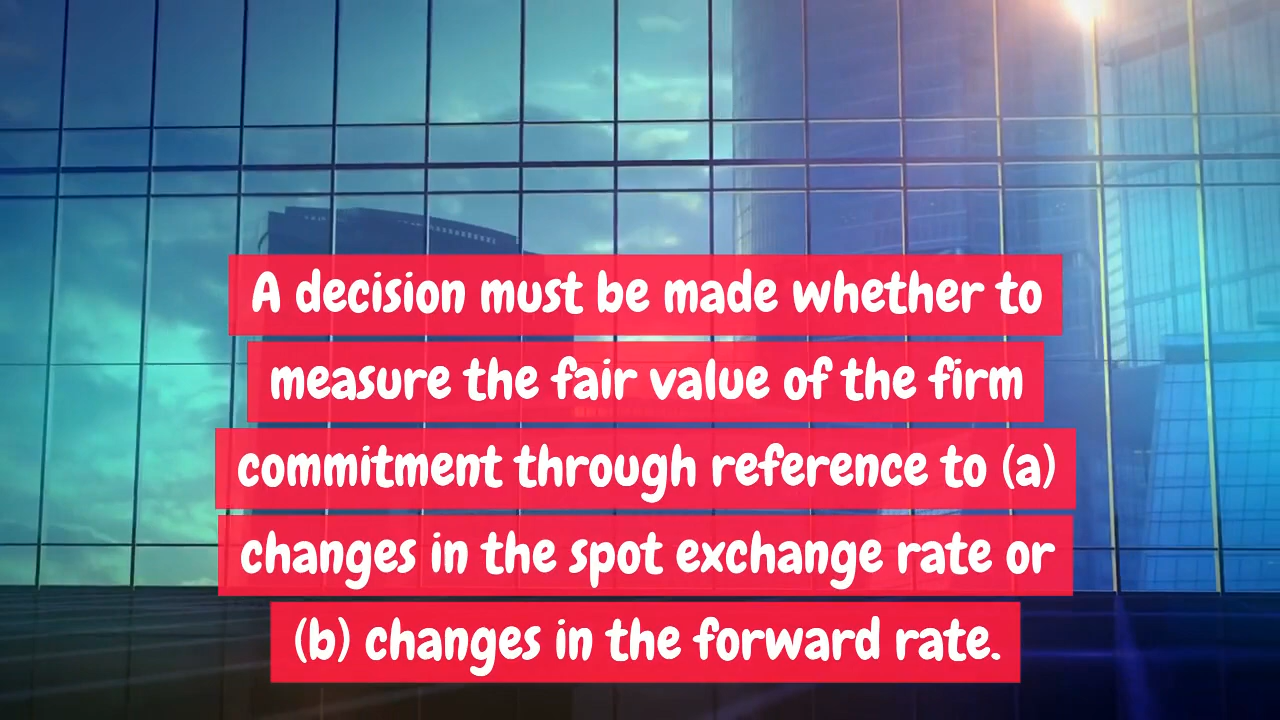 A decision must be made whether to
measure the fair value of the firm
commitment through reference to (a)
changes in the spot exchange rate or
(b) changes in the forward rate.